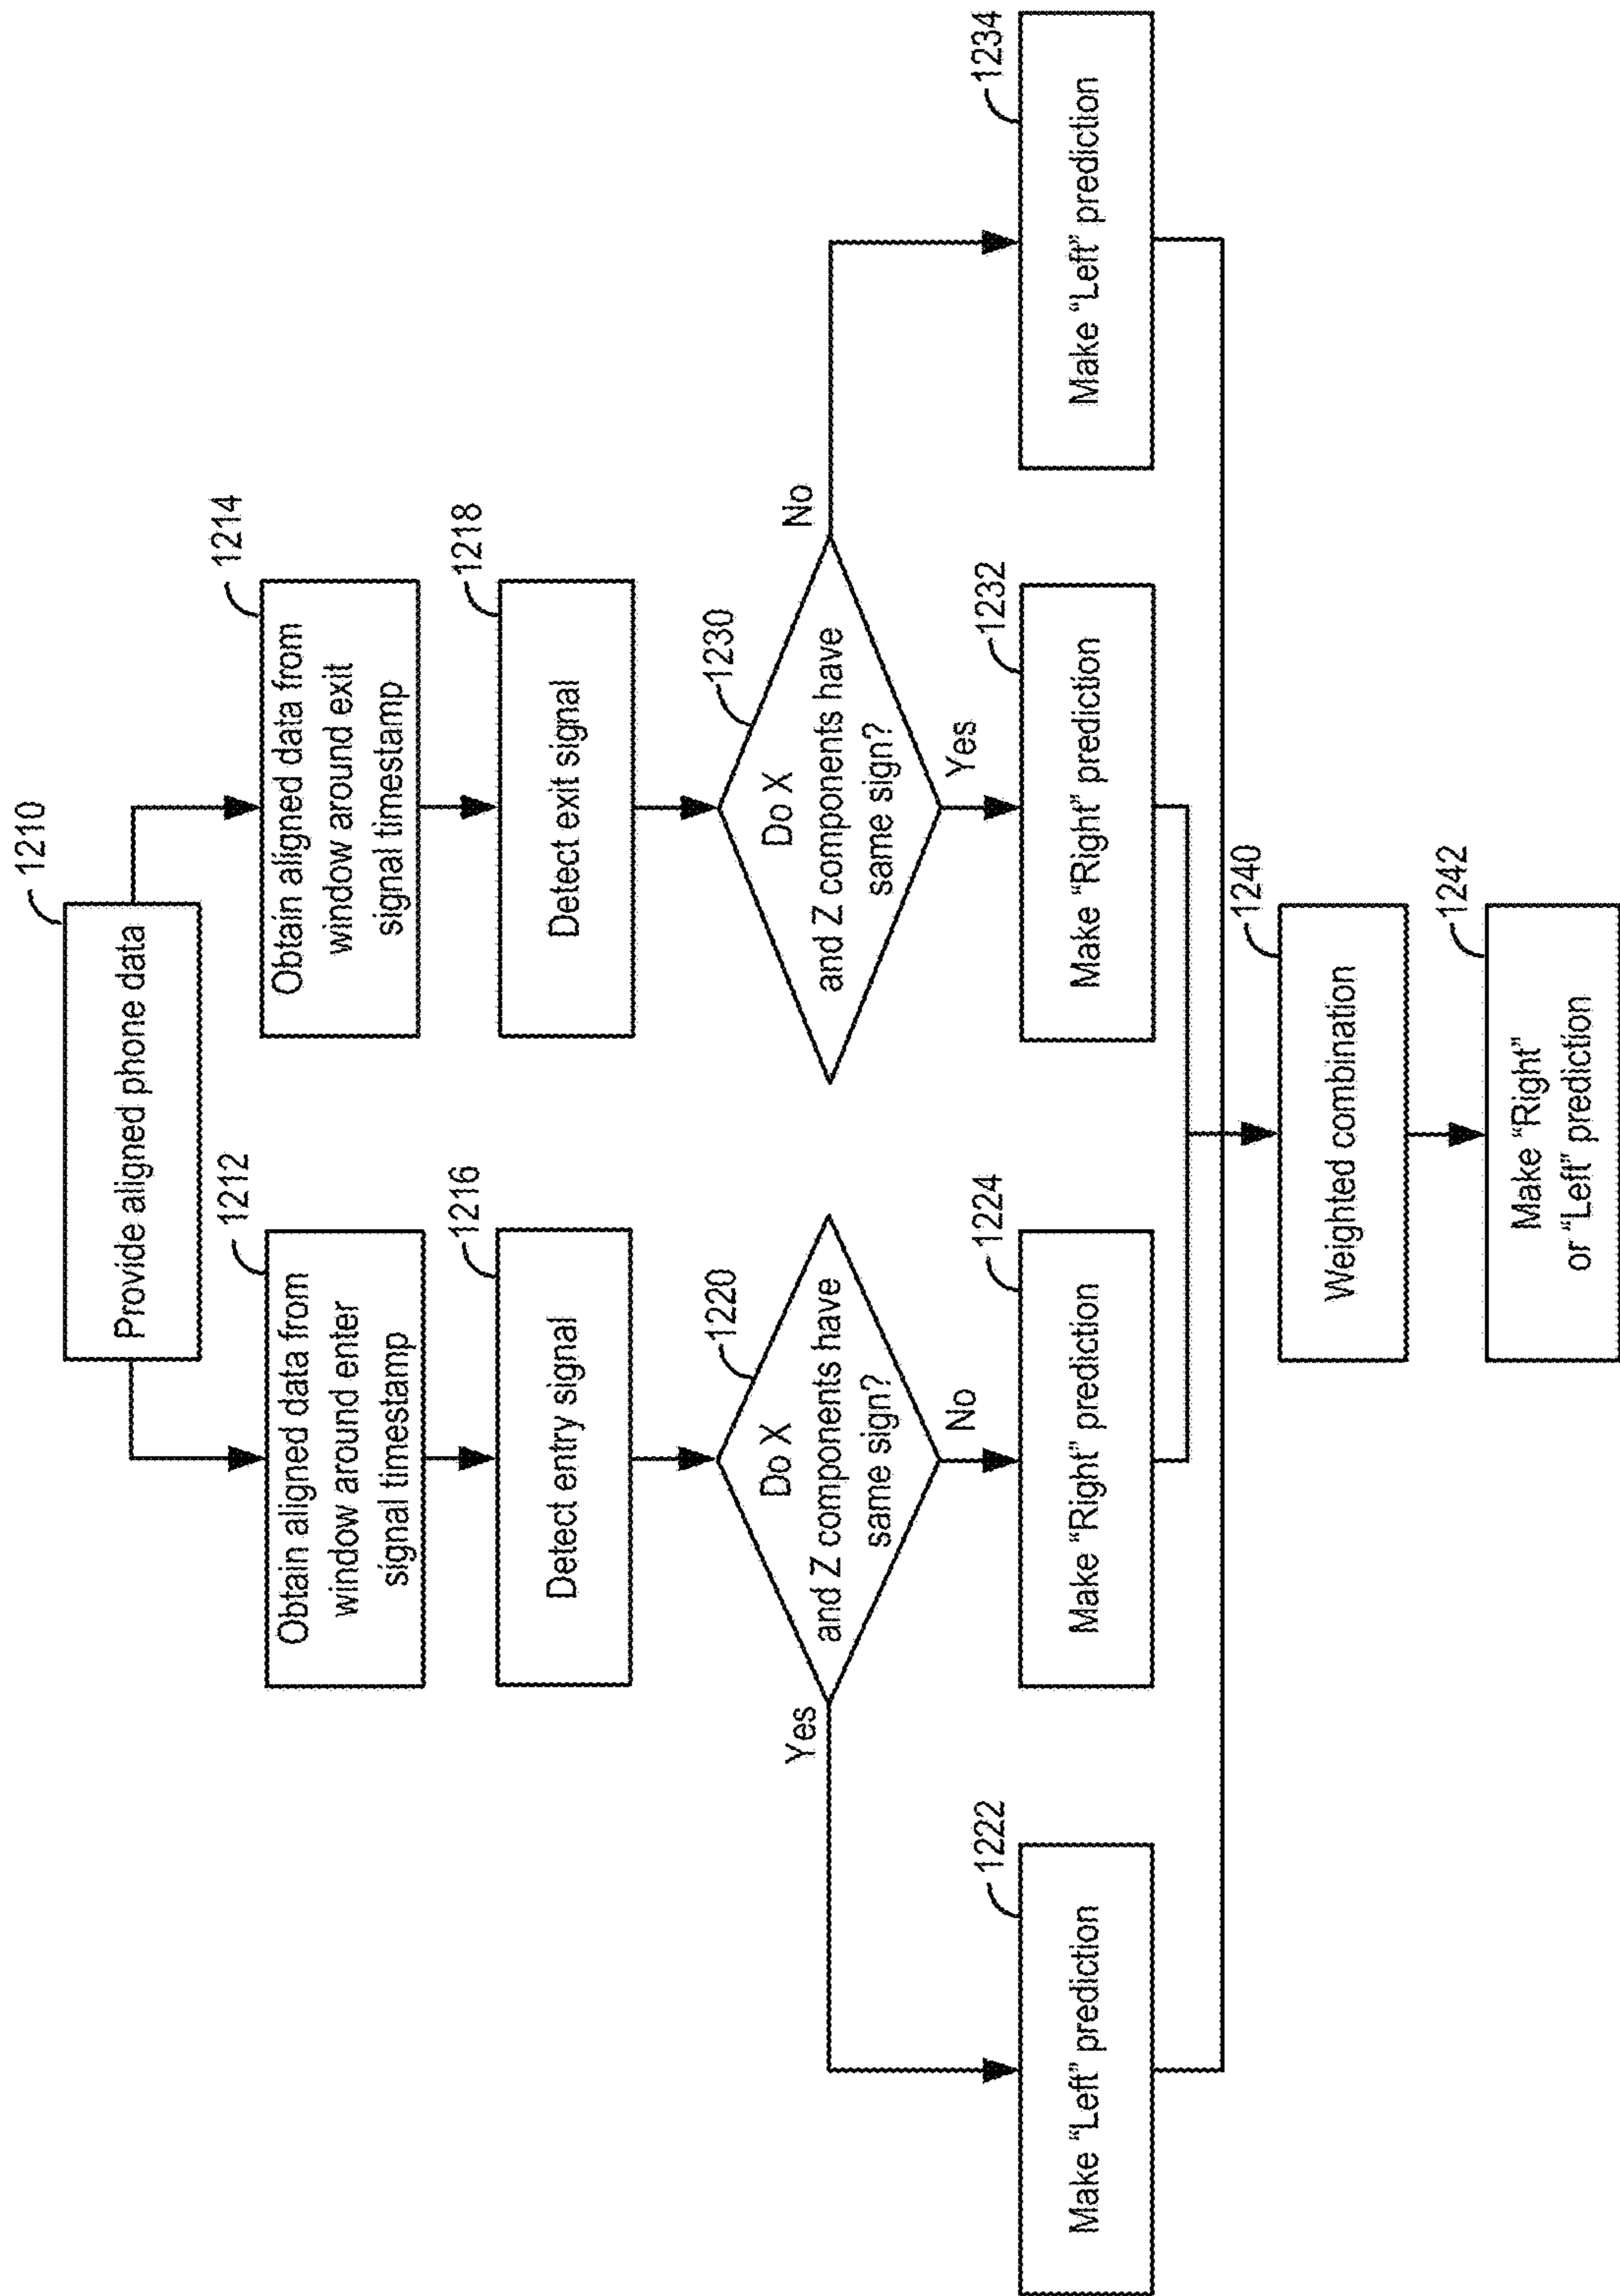 1210
Provide aligned phone data
1212
Obtain aligned data from
window around enter
signal timestamp
1214
Obtain aligned data from
window around exit
signal timestamp
1216
Detect entry signal
1218
Detect exit signal
1220
Do X
and Z components have
same sign?
Yes
No
1230
Do X
and Z components have
same sign?
Yes
No
1222
Make “Left” prediction
1224
Make “Right” prediction
1232
Make “Right” prediction
1234
Make “Left” prediction
1240
Weighted combination
1242
Make “Right”
or “Left” prediction